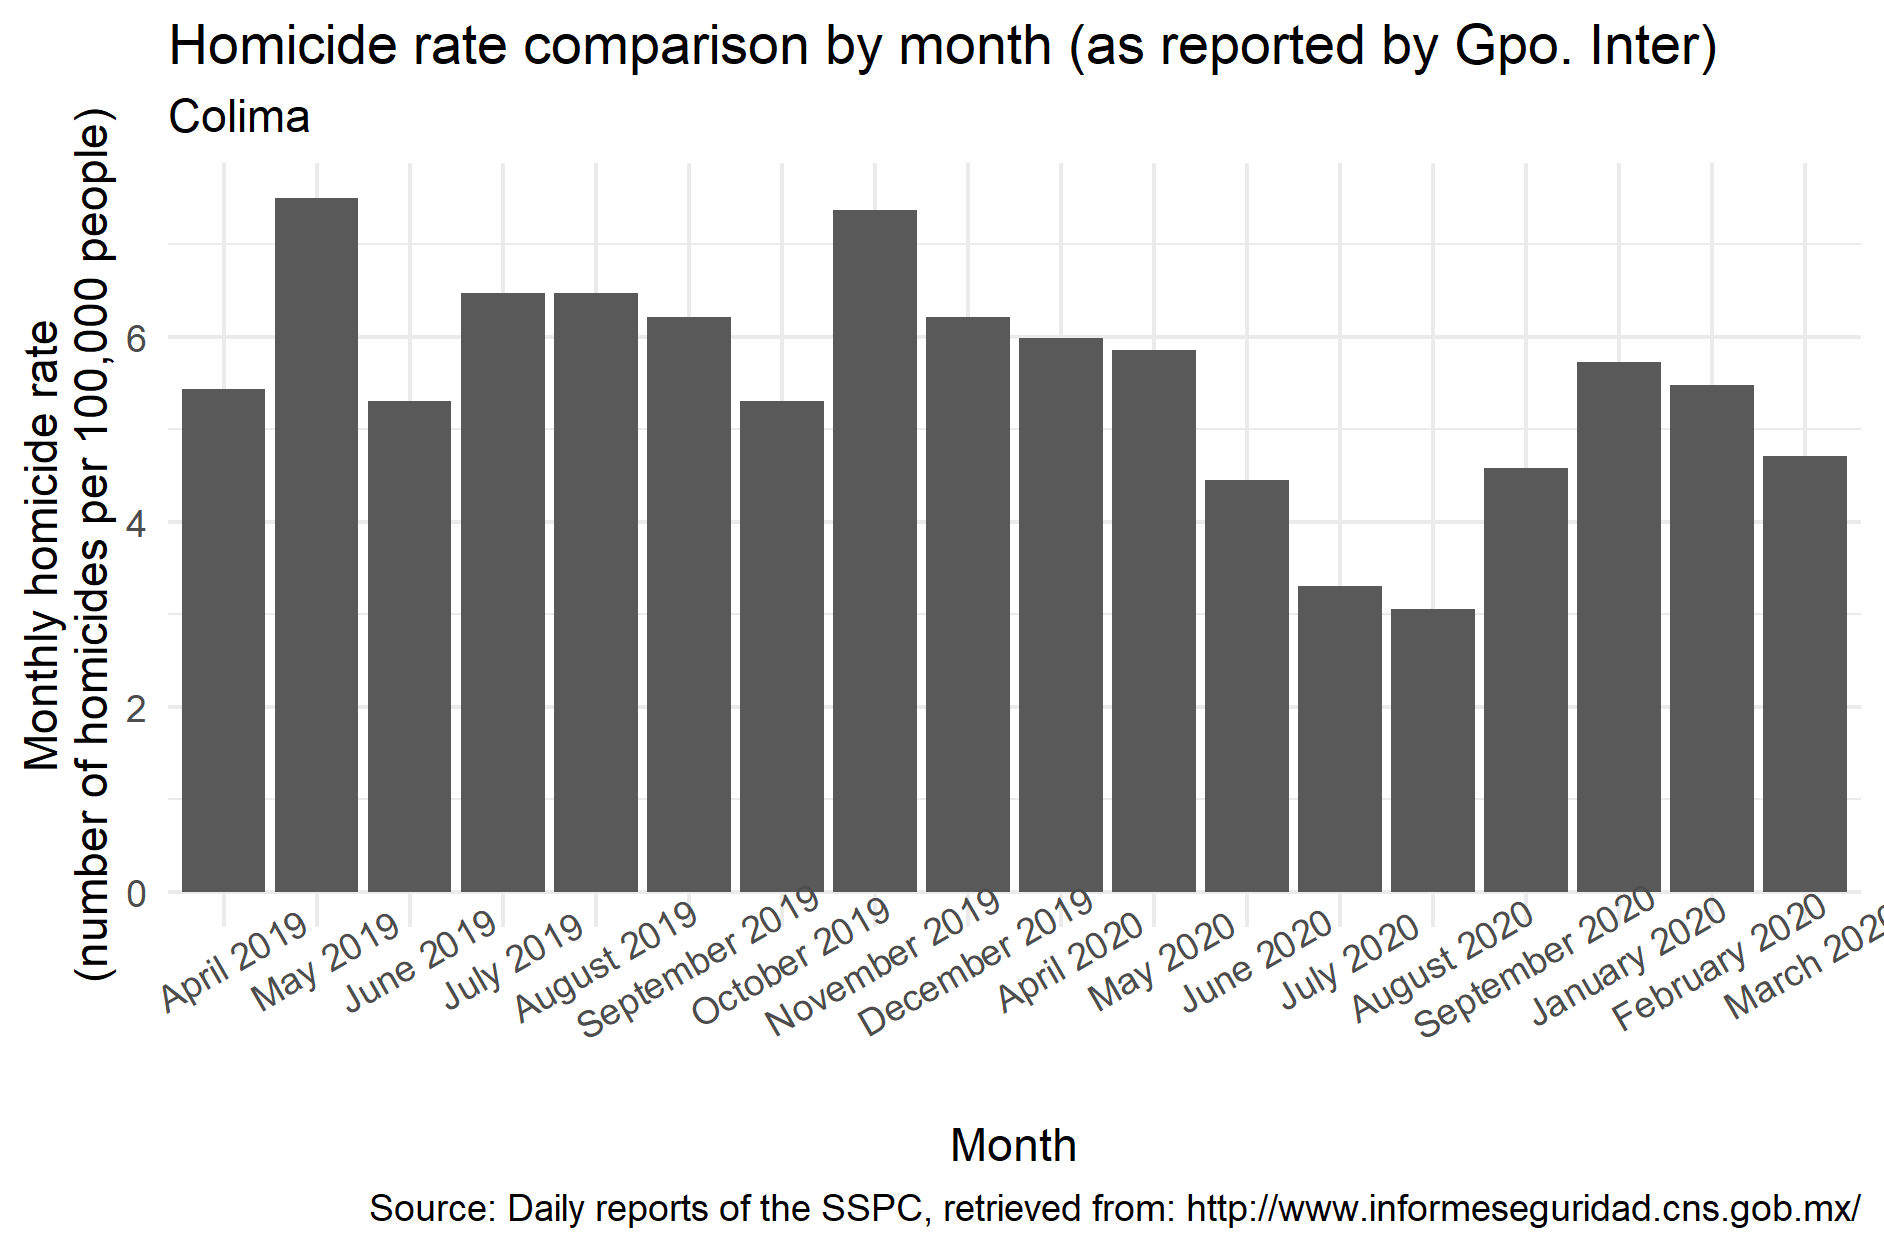 Homicide rate comparison by month (as reported by Gpo. Inter)
Colima
Monthly homicide rate
(number of homicides per 100,000 people)
6
4
2
0
April 2019
May 2019
June 2019
July 2019
August 2019
September 2019
October 2019
November 2019
December 2019
April 2020
May 2020
June 2020
July 2020
August 2020
September 2020
January 2020
February 2020
March 2020
Month
Source: Daily reports of the SSPC, retrieved from: http://www.informeseguridad.cns.gob.mx/